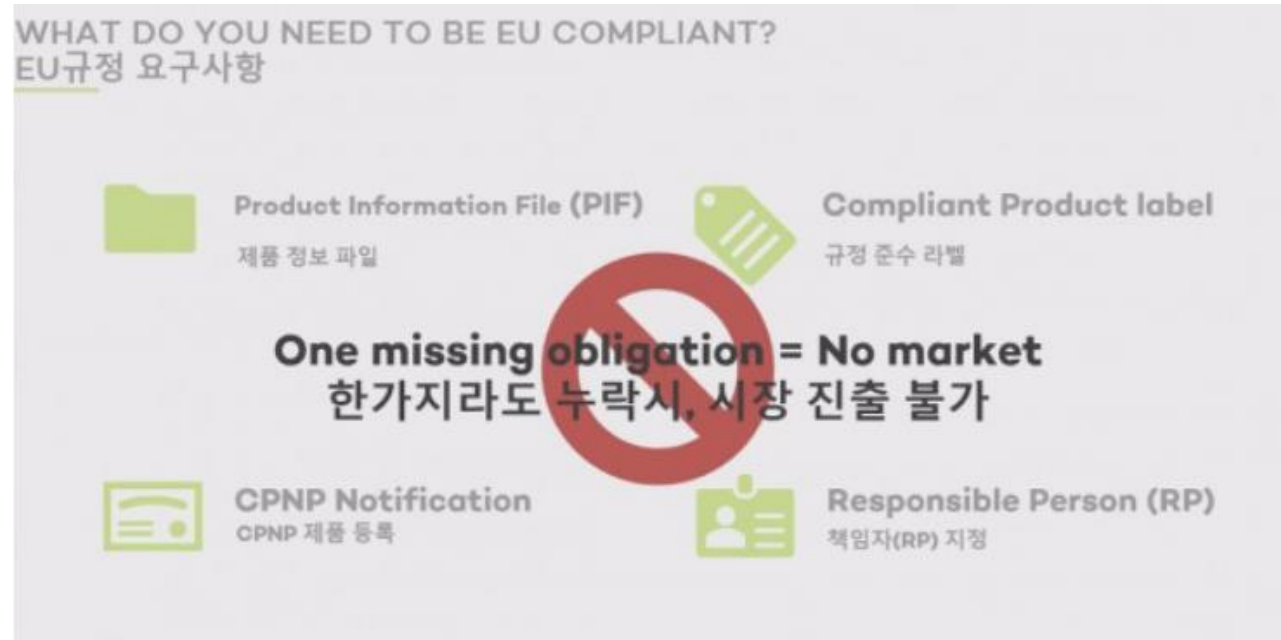 WHAT DO YOU NEED TO BE EU COMPLIANT?
EU규정 요구사항
Product Information File (PIF)
제품 정보 파일
Compliant Product label
규정 준수 라벨
One missing obligation = No market
한가지라도 누락시, 시장 진출 불가
CPNP Notification
CPNP 제품 등록
Responsible Person (RP)
책임자(RP) 지정